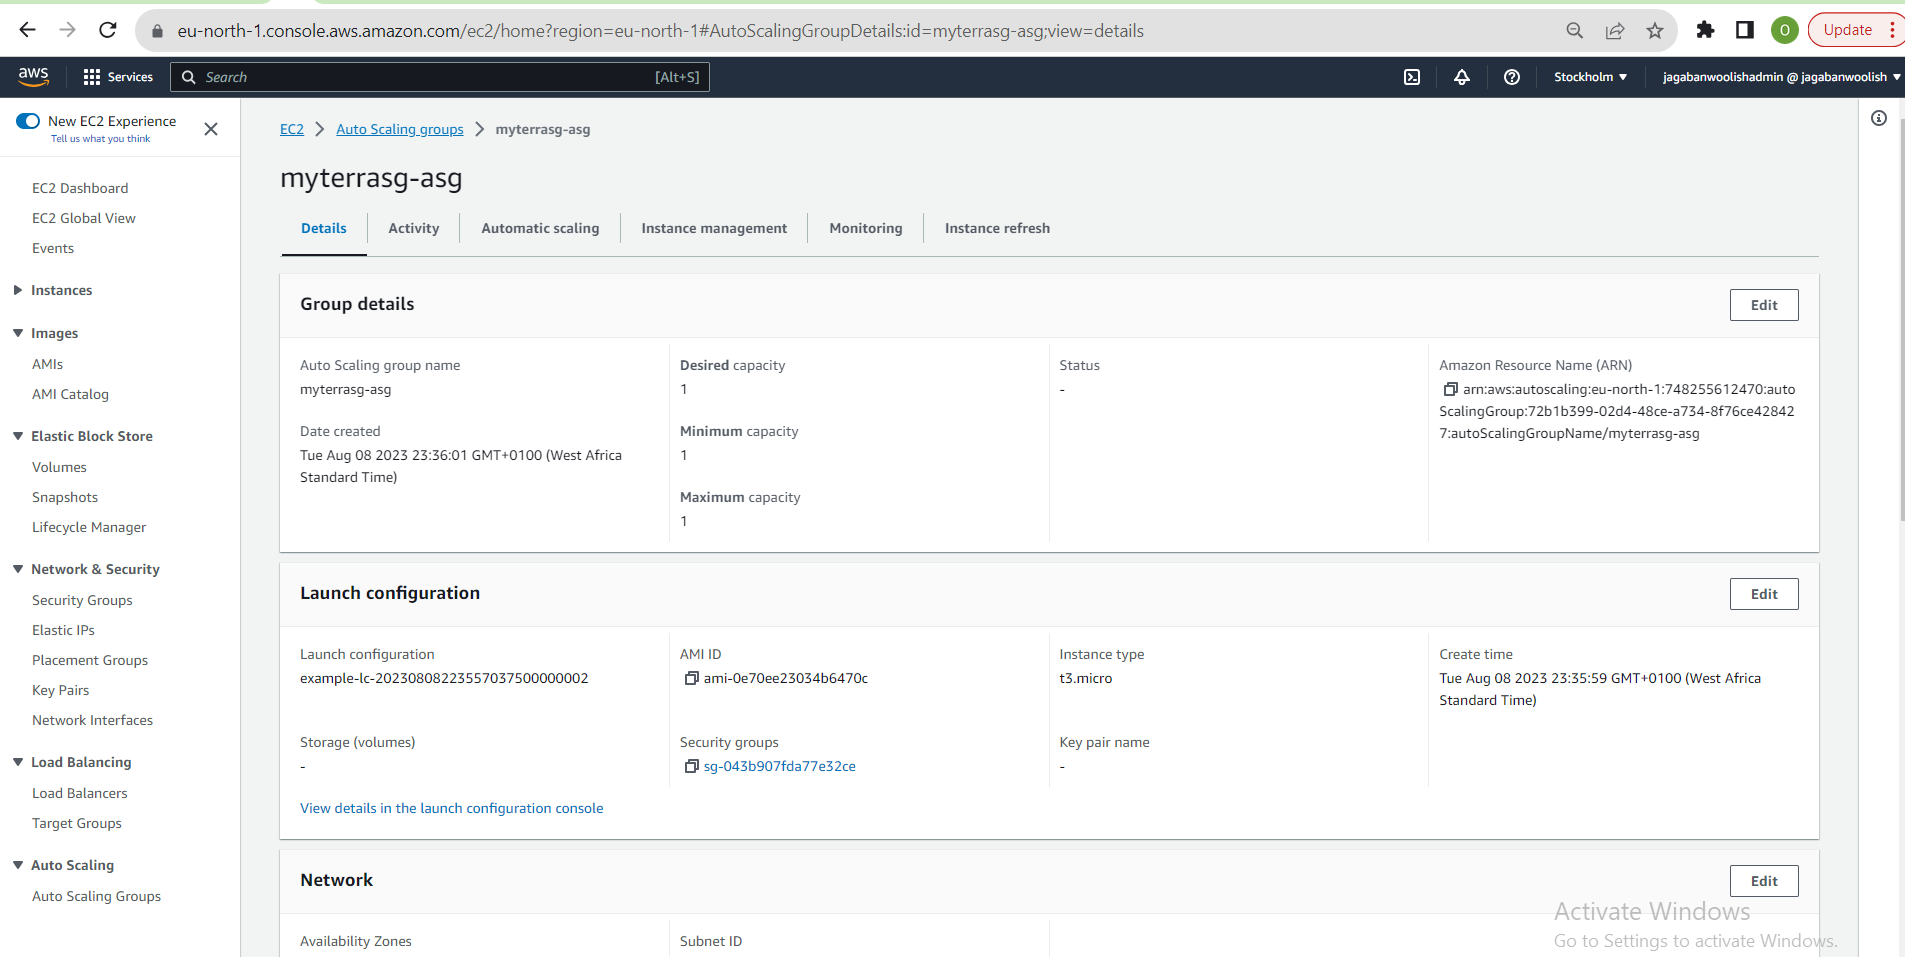 eu-north-1.console.aws.amazon.com/ec2/home?region=eu-north-1#AutoScalingGroupDetails:id=myterrasg-asg;view=details
O
Update
aws
Services
Search
[Alt+S]
Stockholm
jagabanwoolishadmin @ jagabanwoolish
New EC2 Experience
Tell us what you think
EC2 Dashboard
EC2 Global View
Events
Instances
Images
AMIs
AMI Catalog
Elastic Block Store
Volumes
Snapshots
Lifecycle Manager
Network & Security
Security Groups
Elastic IPs
Placement Groups
Key Pairs
Network Interfaces
Load Balancing
Load Balancers
Target Groups
Auto Scaling
Auto Scaling Groups
EC2 > Auto Scaling groups > myterrasg-asg
myterrasg-asg
Details
Activity
Automatic scaling
Instance management
Monitoring
Instance refresh
Group details
Edit
Auto Scaling group name
myterrasg-asg
Date created
Tue Aug 08 2023 23:36:01 GMT+0100 (West Africa
Standard Time)
Desired capacity
1
Minimum capacity
1
Maximum capacity
1
Status
-
Amazon Resource Name (ARN)
arn:aws:autoscaling:eu-north-1:748255612470:auto
ScalingGroup:72b1b399-02d4-48ce-a734-8f76ce42842
7:autoScalingGroupName/myterrasg-asg
Launch configuration
Edit
Launch configuration
example-lc-20230808223557037500000002
AMI ID
ami-0e70ee23034b6470c
Instance type
t3.micro
Create time
Tue Aug 08 2023 23:35:59 GMT+0100 (West Africa
Standard Time)
Storage (volumes)
-
Security groups
sg-043b907fda77e32ce
Key pair name
-
View details in the launch configuration console
Network
Edit
Availability Zones
Subnet ID
Activate Windows
Go to Settings to activate Windows.